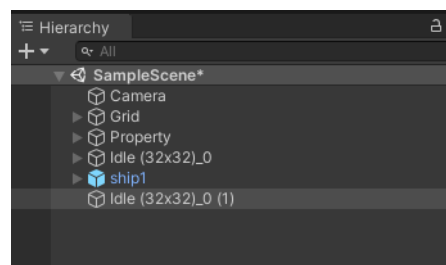 Hierarchy
All
SampleScene*
Camera
Grid
Property
Idle (32x32)_0
ship1
Idle (32x32)_0 (1)